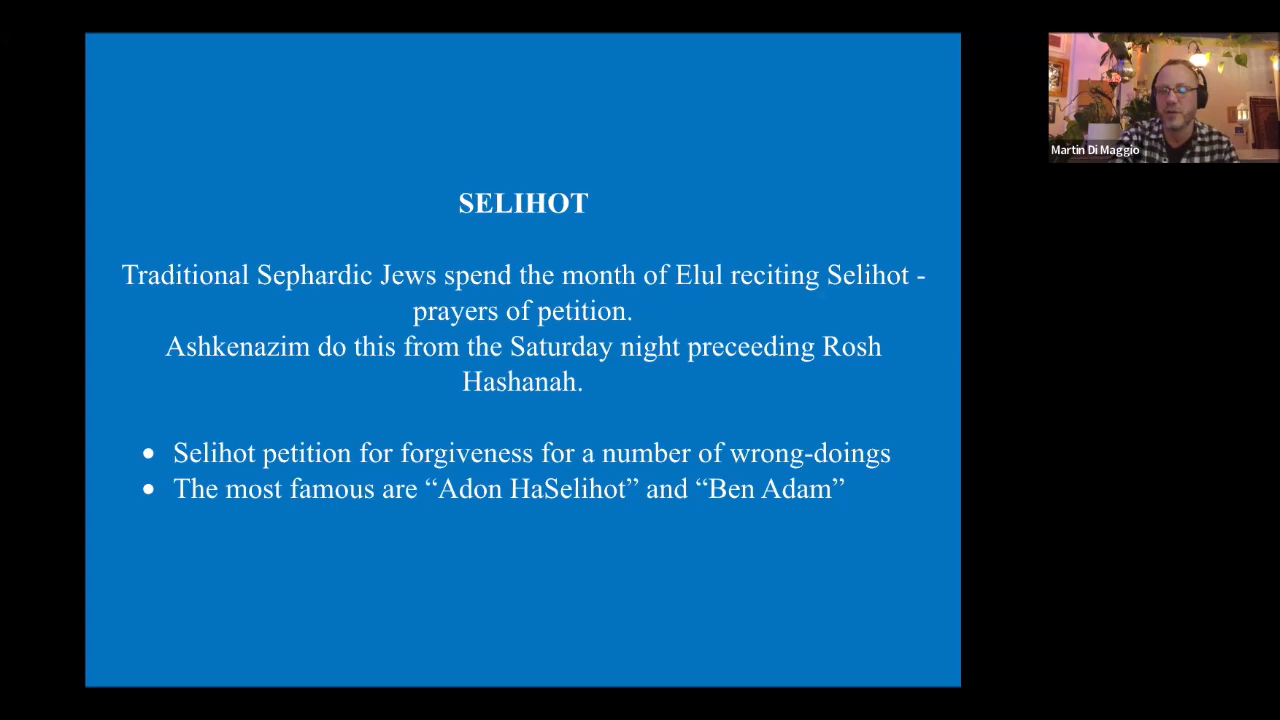 SELIHOT
Traditional Sephardic Jews spend the month of Elul reciting Selihot -
prayers of petition.
Ashkenazim do this from the Saturday night preceeding Rosh
Hashanah.
• Selihot petition for forgiveness for a number of wrong-doings
• The most famous are “Adon HaSelihot” and “Ben Adam”
Martin Di Maggio